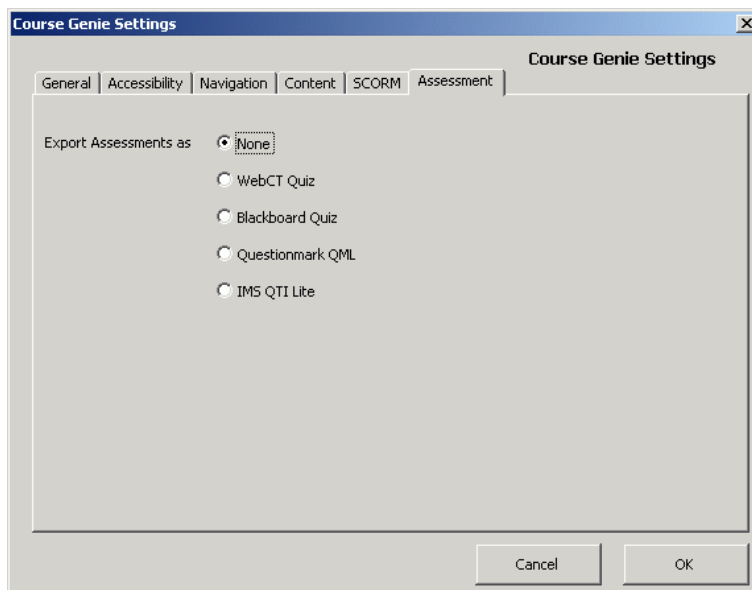 Course Genie Settings
Course Genie Settings
General Accessibility Navigation Content SCORM Assessment
Export Assessments as None
WebCT Quiz
Blackboard Quiz
Questionmark QML
IMS QTI Lite
Cancel OK